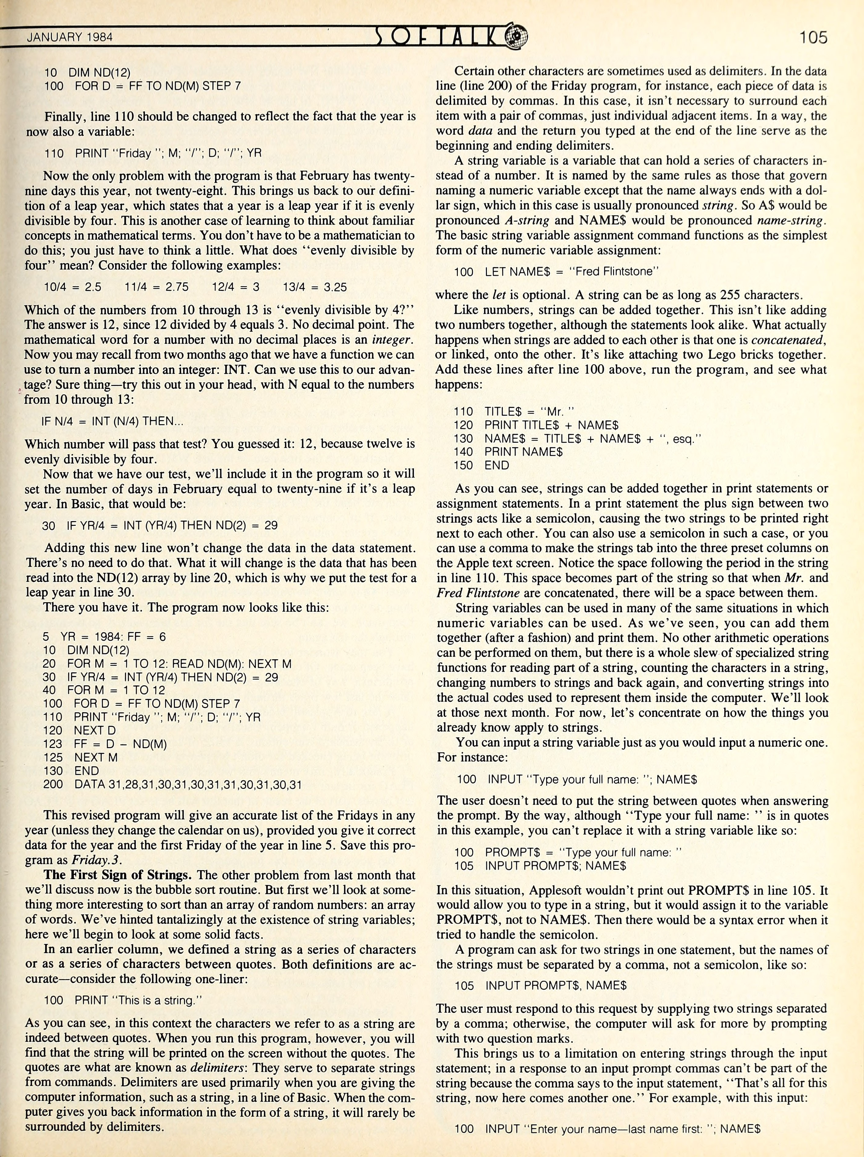 JANUARY 1984
SOFTALK
105
10 DIM ND(12)
100 FOR D = FF TO ND(M) STEP 7
Finally, line 110 should be changed to reflect the fact that the year is
now also a variable:
110 PRINT "Friday "; M; "/"; D; "/"; YR
Now the only problem with the program is that February has twenty-
nine days this year, not twenty-eight. This brings us back to our defini-
tion of a leap year, which states that a year is a leap year if it is evenly
divisible by four. This is another case of learning to think about familiar
concepts in mathematical terms. You don't have to be a mathematician to
do this; you just have to think a little. What does "evenly divisible by
four" mean? Consider the following examples:
10/4 = 2.5 11/4 = 2.75 12/4 = 3 13/4 = 3.25
Which of the numbers from 10 through 13 is "evenly divisible by 4?"
The answer is 12, since 12 divided by 4 equals 3. No decimal point. The
mathematical word for a number with no decimal places is an integer.
Now you may recall from two months ago that we have a function we can
use to turn a number into an integer: INT. Can we use this to our advan-
tage? Sure thing—try this out in your head, with N equal to the numbers
from 10 through 13:
IF N/4 = INT (N/4) THEN...
Which number will pass that test? You guessed it: 12, because twelve is
evenly divisible by four.
Now that we have our test, we'll include it in the program so it will
set the number of days in February equal to twenty-nine if it's a leap
year. In Basic, that would be:
30 IF YR/4 = INT (YR/4) THEN ND(2) = 29
Adding this new line won't change the data in the data statement.
There's no need to do that. What it will change is the data that has been
read into the ND(12) array by line 20, which is why we put the test for a
leap year in line 30.
There you have it. The program now looks like this:
5 YR = 1984: FF = 6
10 DIM ND(12)
20 FOR M = 1 TO 12: READ ND(M): NEXT M
30 IF YR/4 = INT (YR/4) THEN ND(2) = 29
40 FOR M = 1 TO 12
100 FOR D = FF TO ND(M) STEP 7
110 PRINT "Friday "; M; "/"; D; "/"; YR
120 NEXT D
123 FF = D − ND(M)
125 NEXT M
130 END
200 DATA 31,28,31,30,31,30,31,31,30,31,30,31
This revised program will give an accurate list of the Fridays in any
year (unless they change the calendar on us), provided you give it correct
data for the year and the first Friday of the year in line 5. Save this pro-
gram as Friday.3.
The First Sign of Strings. The other problem from last month that
we'll discuss now is the bubble sort routine. But first we'll look at some-
thing more interesting to sort than an array of random numbers: an array
of words. We've hinted tantalizingly at the existence of string variables;
here we'll begin to look at some solid facts.
In an earlier column, we defined a string as a series of characters
or as a series of characters between quotes. Both definitions are ac-
curate—consider the following one-liner:
100 PRINT "This is a string."
As you can see, in this context the characters we refer to as a string are
indeed between quotes. When you run this program, however, you will
find that the string will be printed on the screen without the quotes. The
quotes are what are known as delimiters: They serve to separate strings
from commands. Delimiters are used primarily when you are giving the
computer information, such as a string, in a line of Basic. When the com-
puter gives you back information in the form of a string, it will rarely be
surrounded by delimiters.
Certain other characters are sometimes used as delimiters. In the data
line (line 200) of the Friday program, for instance, each piece of data is
delimited by commas. In this case, it isn't necessary to surround each
item with a pair of commas, just individual adjacent items. In a way, the
word data and the return you typed at the end of the line serve as the
beginning and ending delimiters.
A string variable is a variable that can hold a series of characters in-
stead of a number. It is named by the same rules as those that govern
naming a numeric variable except that the name always ends with a dol-
lar sign, which in this case is usually pronounced string. So A$ would be
pronounced A-string and NAME$ would be pronounced name-string.
The basic string variable assignment command functions as the simplest
form of the numeric variable assignment:
100 LET NAME$ = "Fred Flintstone"
where the let is optional. A string can be as long as 255 characters.
Like numbers, strings can be added together. This isn't like adding
two numbers together, although the statements look alike. What actually
happens when strings are added to each other is that one is concatenated,
or linked, onto the other. It's like attaching two Lego bricks together.
Add these lines after line 100 above, run the program, and see what
happens:
110 TITLE$ = "Mr. "
120 PRINT TITLE$ + NAME$
130 NAME$ = TITLE$ + NAME$ + ", esq."
140 PRINT NAME$
150 END
As you can see, strings can be added together in print statements or
assignment statements. In a print statement the plus sign between two
strings acts like a semicolon, causing the two strings to be printed right
next to each other. You can also use a semicolon in such a case, or you
can use a comma to make the strings tab into the three preset columns on
the Apple text screen. Notice the space following the period in the string
in line 110. This space becomes part of the string so that when Mr. and
Fred Flintstone are concatenated, there will be a space between them.
String variables can be used in many of the same situations in which
numeric variables can be used. As we've seen, you can add them
together (after a fashion) and print them. No other arithmetic operations
can be performed on them, but there is a whole slew of specialized string
functions for reading part of a string, counting the characters in a string,
changing numbers to strings and back again, and converting strings into
the actual codes used to represent them inside the computer. We'll look
at those next month. For now, let's concentrate on how the things you
already know apply to strings.
You can input a string variable just as you would input a numeric one.
For instance:
100 INPUT "Type your full name: "; NAME$
The user doesn't need to put the string between quotes when answering
the prompt. By the way, although "Type your full name: " is in quotes
in this example, you can't replace it with a string variable like so:
100 PROMPT$ = "Type your full name: "
105 INPUT PROMPT$; NAME$
In this situation, Applesoft wouldn't print out PROMPT$ in line 105. It
would allow you to type in a string, but it would assign it to the variable
PROMPT$, not to NAME$. Then there would be a syntax error when it
tried to handle the semicolon.
A program can ask for two strings in one statement, but the names of
the strings must be separated by a comma, not a semicolon, like so:
105 INPUT PROMPT$, NAME$
The user must respond to this request by supplying two strings separated
by a comma; otherwise, the computer will ask for more by prompting
with two question marks.
This brings us to a limitation on entering strings through the input
statement; in a response to an input prompt commas can't be part of the
string because the comma says to the input statement, "That's all for this
string, now here comes another one." For example, with this input:
100 INPUT "Enter your name—last name first: "; NAME$